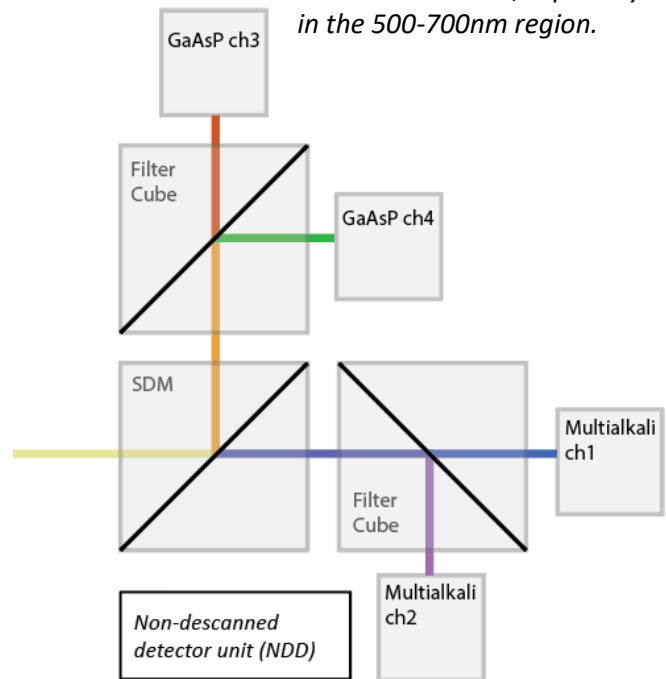 in the 500-700nm region.
GaAsP ch3
Filter
Cube
GaAsP ch4
SDM
Multialkali
ch1
Filter
Cube
Multialkali
ch2
Non-descanned
detector unit (NDD)